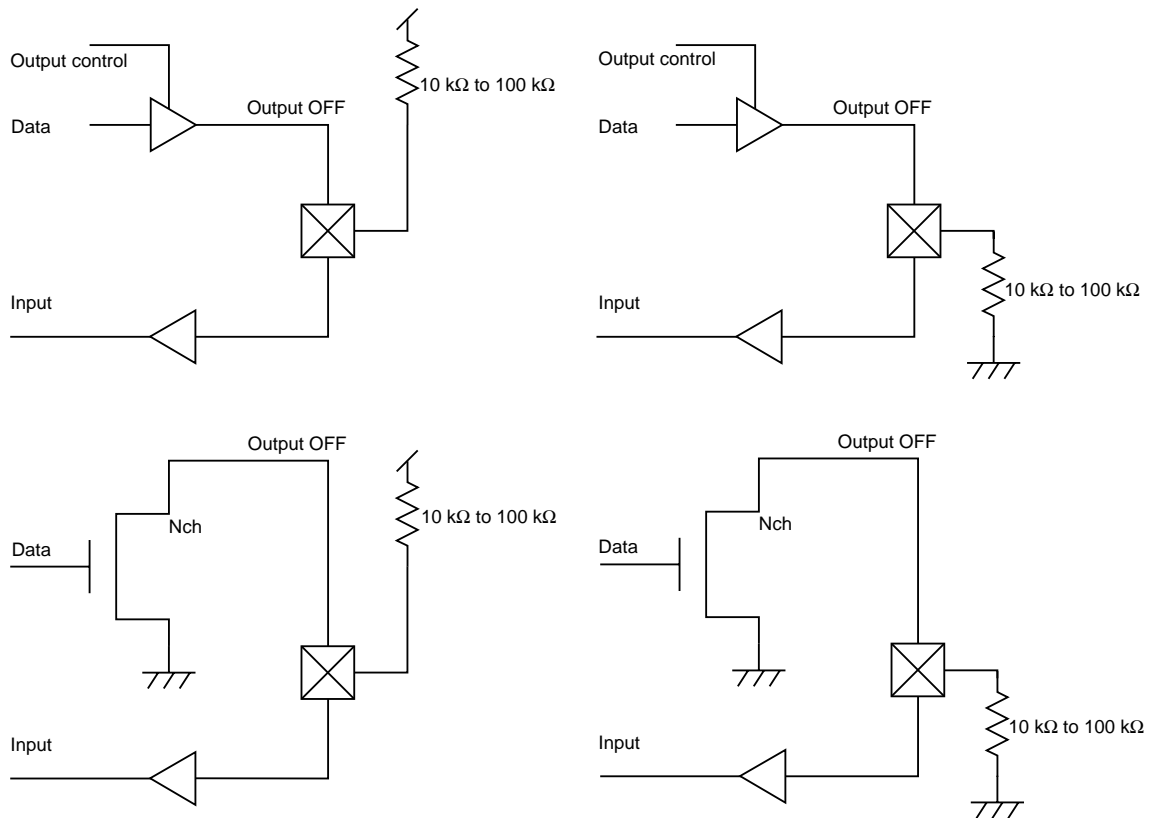 Output control
10 kΩ to 100 kΩ
Output OFF
Data
Input
Output control
Output OFF
Data
10 kΩ to 100 kΩ
Input
Output OFF
10 kΩ to 100 kΩ
Nch
Data
Input
Output OFF
Nch
Data
10 kΩ to 100 kΩ
Input